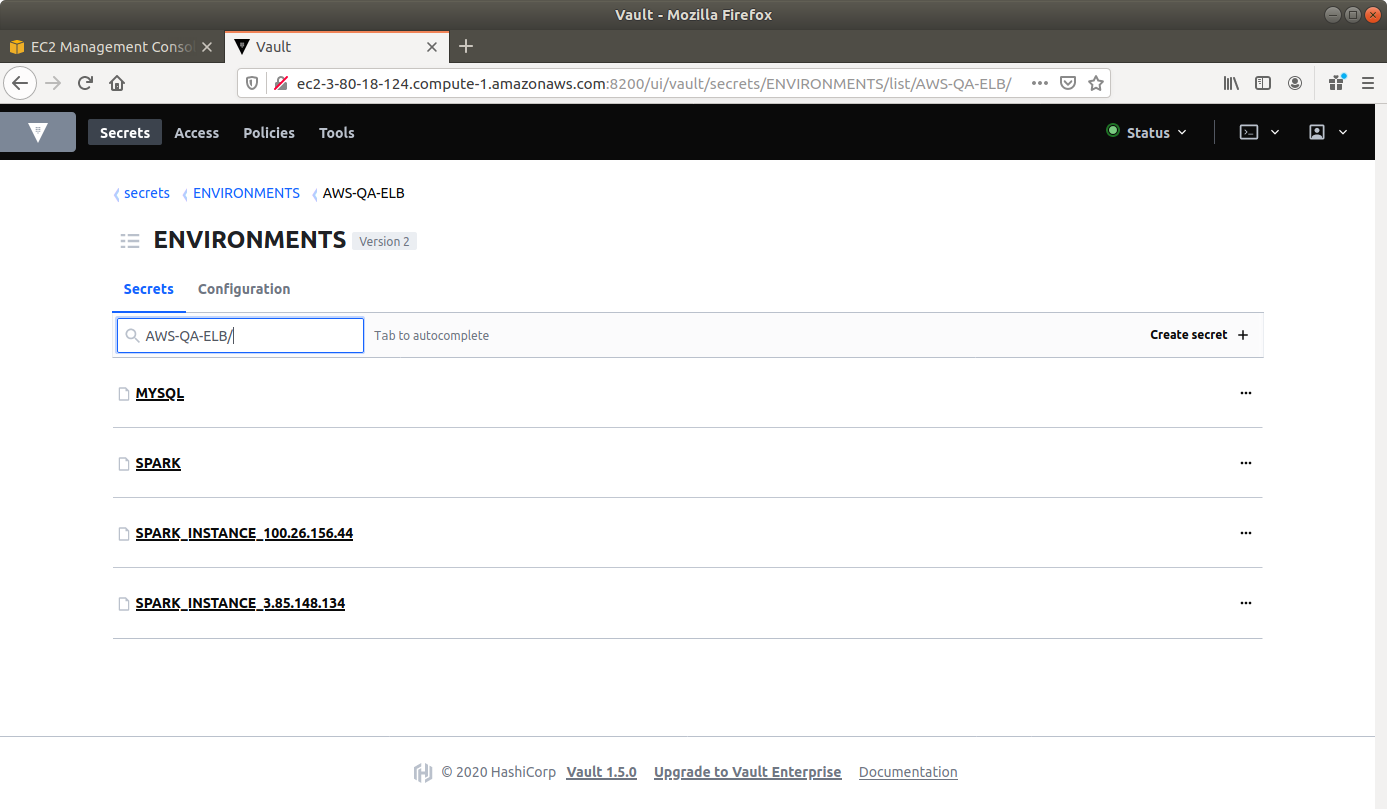 Vault - Mozilla Firefox
EC2 Management Conso
Vault
ec2-3-80-18-124.compute-1.amazonaws.com:8200/ui/vault/secrets/ENVIRONMENTS/list/AWS-QA-ELB/
Secrets Access Policies Tools Status
secrets ENVIRONMENTS AWS-QA-ELB
ENVIRONMENTS Version 2
Secrets Configuration
AWS-QA-ELB/ Tab to autocomplete Create secret +
MYSQL
SPARK
SPARK_INSTANCE_100.26.156.44
SPARK_INSTANCE_3.85.148.134
© 2020 HashiCorp Vault 1.5.0 Upgrade to Vault Enterprise Documentation